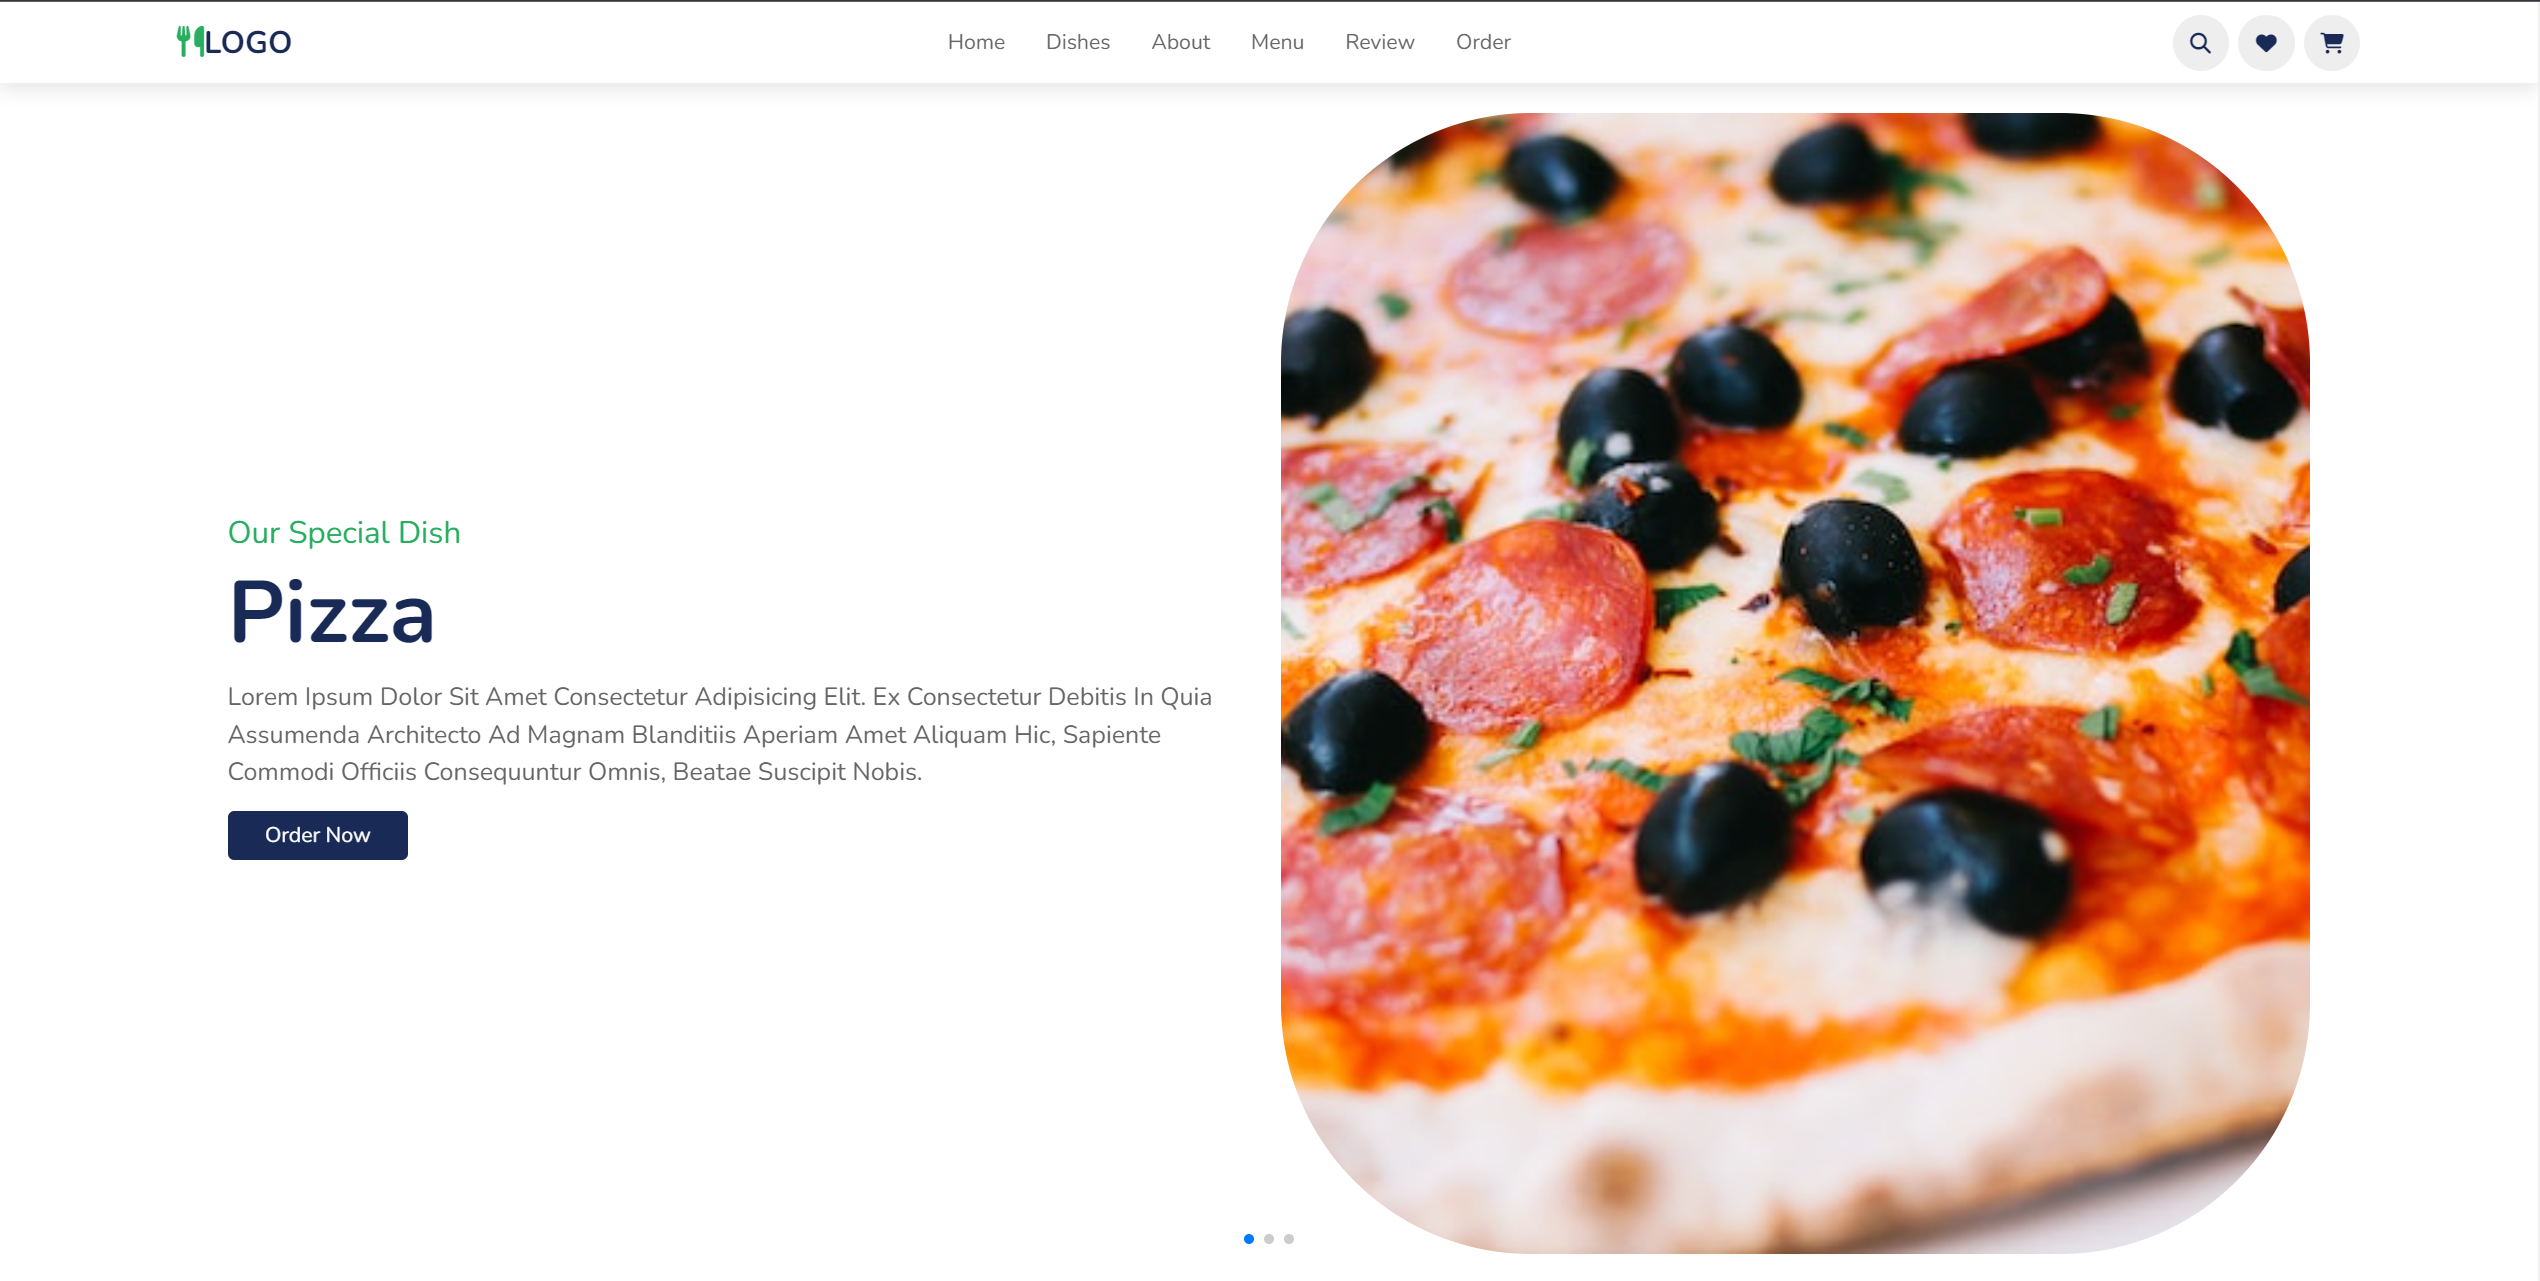 LOGO
Home Dishes About Menu Review Order
Our Special Dish
Pizza
Lorem Ipsum Dolor Sit Amet Consectetur Adipisicing Elit. Ex Consectetur Debitis In Quia
Assumenda Architecto Ad Magnam Blanditiis Aperiam Amet Aliquam Hic, Sapiente
Commodi Officiis Consequuntur Omnis, Beatae Suscipit Nobis.
Order Now